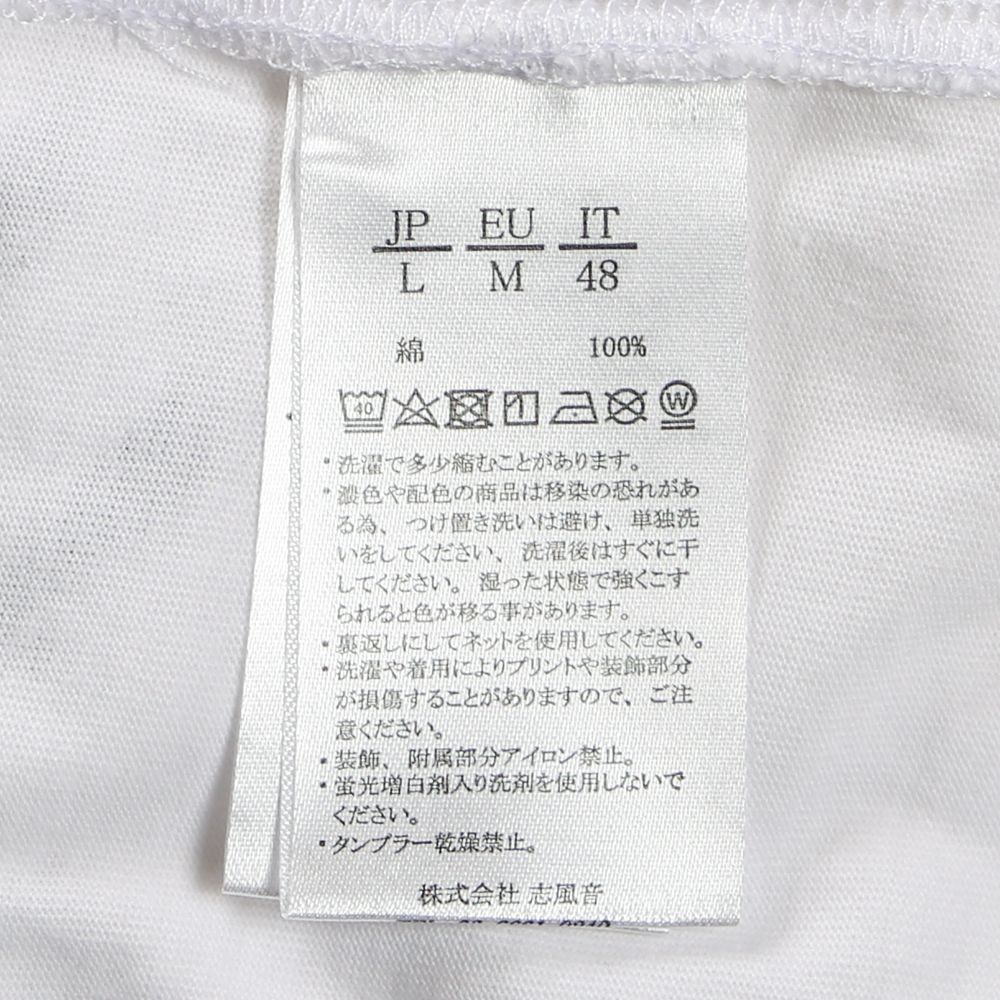 JP EU IT
L M 48
綿 100%
40 W
・洗濯で多少縮むことがあります。
・濃色や配色の商品は移染の恐れがあ
る為、つけ置き洗いは避け、単独洗
いをしてください、洗濯後はすぐに干
してください。湿った状態で強くこす
られると色が移る事があります。
・裏返しにしてネットを使用してください。
・洗濯や着用によりプリントや装飾部分
が損傷することがありますので、ご注
意ください。
・装飾、附属部分アイロン禁止。
・蛍光増白剤入り洗剤を使用しないで
ください。
・タンブラー乾燥禁止。
株式会社 志風音